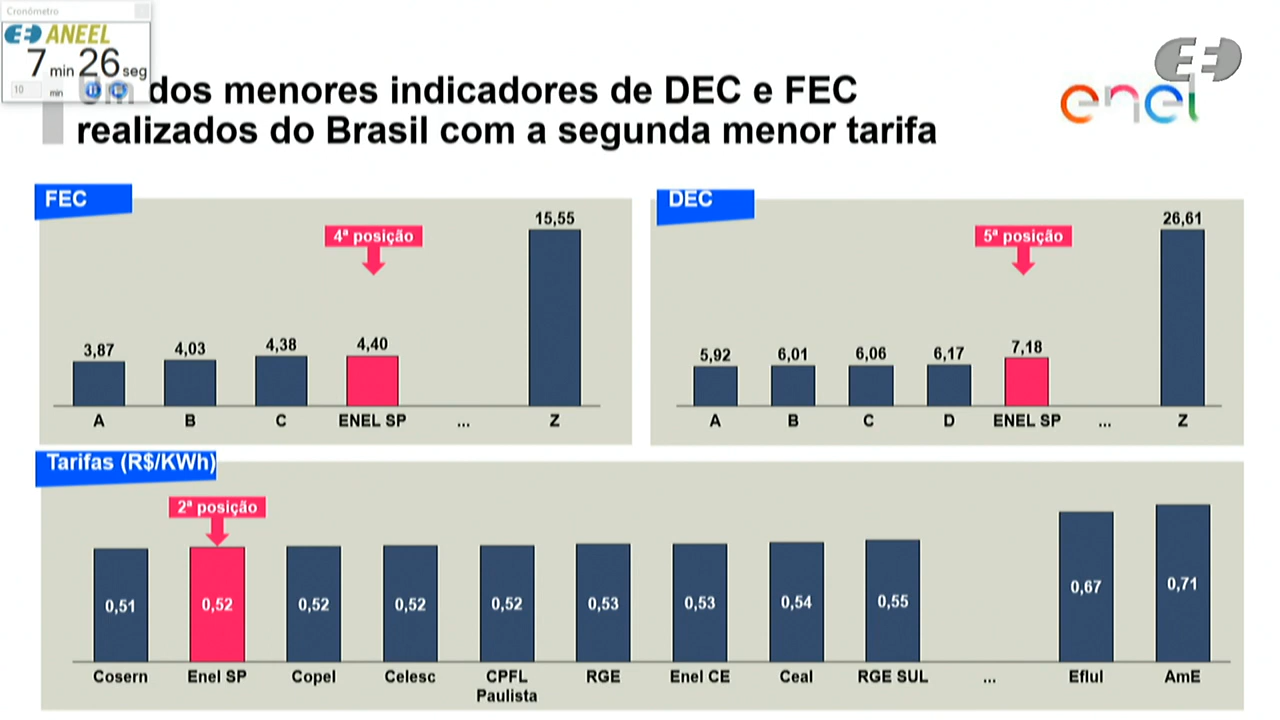 Cronômetro
ANEEL
7 min 26 seg
10 min
Um dos menores indicadores de DEC e FEC
realizados do Brasil com a segunda menor tarifa
enel
FEC
4ª posição
15,55
3,87 4,03 4,38 4,40
A B C ENEL SP ... Z
DEC
5ª posição
26,61
5,92 6,01 6,06 6,17 7,18
A B C D ENEL SP ... Z
Tarifas (R$/KWh)
2ª posição
0,51 0,52 0,52 0,52 0,52 0,53 0,53 0,54 0,55 0,67 0,71
Cosern Enel SP Copel Celesc CPFL RGE Enel CE Ceal RGE SUL ... Eflul AmE
Paulista